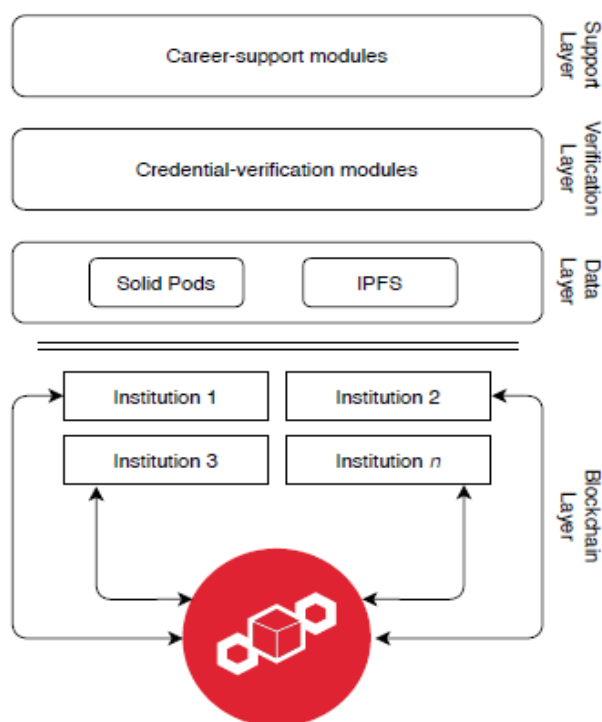 Career-support modules
Support
Layer
Credential-verification modules
Verification
Layer
Solid Pods
IPFS
Data
Layer
Institution 1
Institution 2
Institution 3
Institution n
Blockchain
Layer